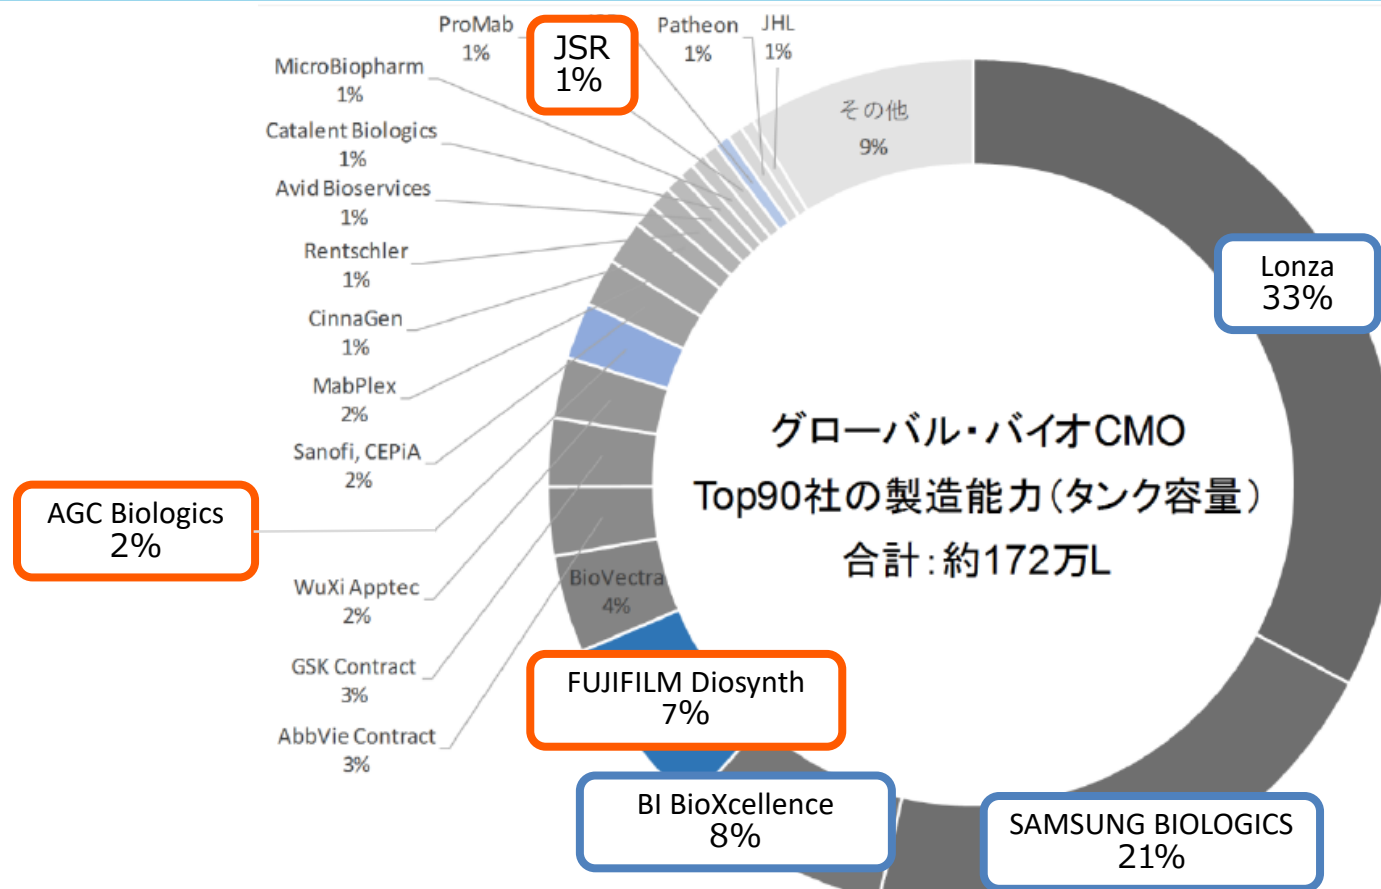 ProMab
1%
JSR
1%
Patheon
1%
JHL
1%
MicroBiopharm
1%
Catalent Biologics
1%
Avid Bioservices
1%
Rentschler
1%
CinnaGen
1%
MabPlex
2%
Sanofi, CEPiA
2%
AGC Biologics
2%
WuXi Apptec
2%
GSK Contract
3%
AbbVie Contract
3%
BioVectra
4%
FUJIFILM Diosynth
7%
BI BioXcellence
8%
SAMSUNG BIOLOGICS
21%
Lonza
33%
その他
9%
グローバル・バイオCMO
Top90社の製造能力(タンク容量)
合計:約172万L